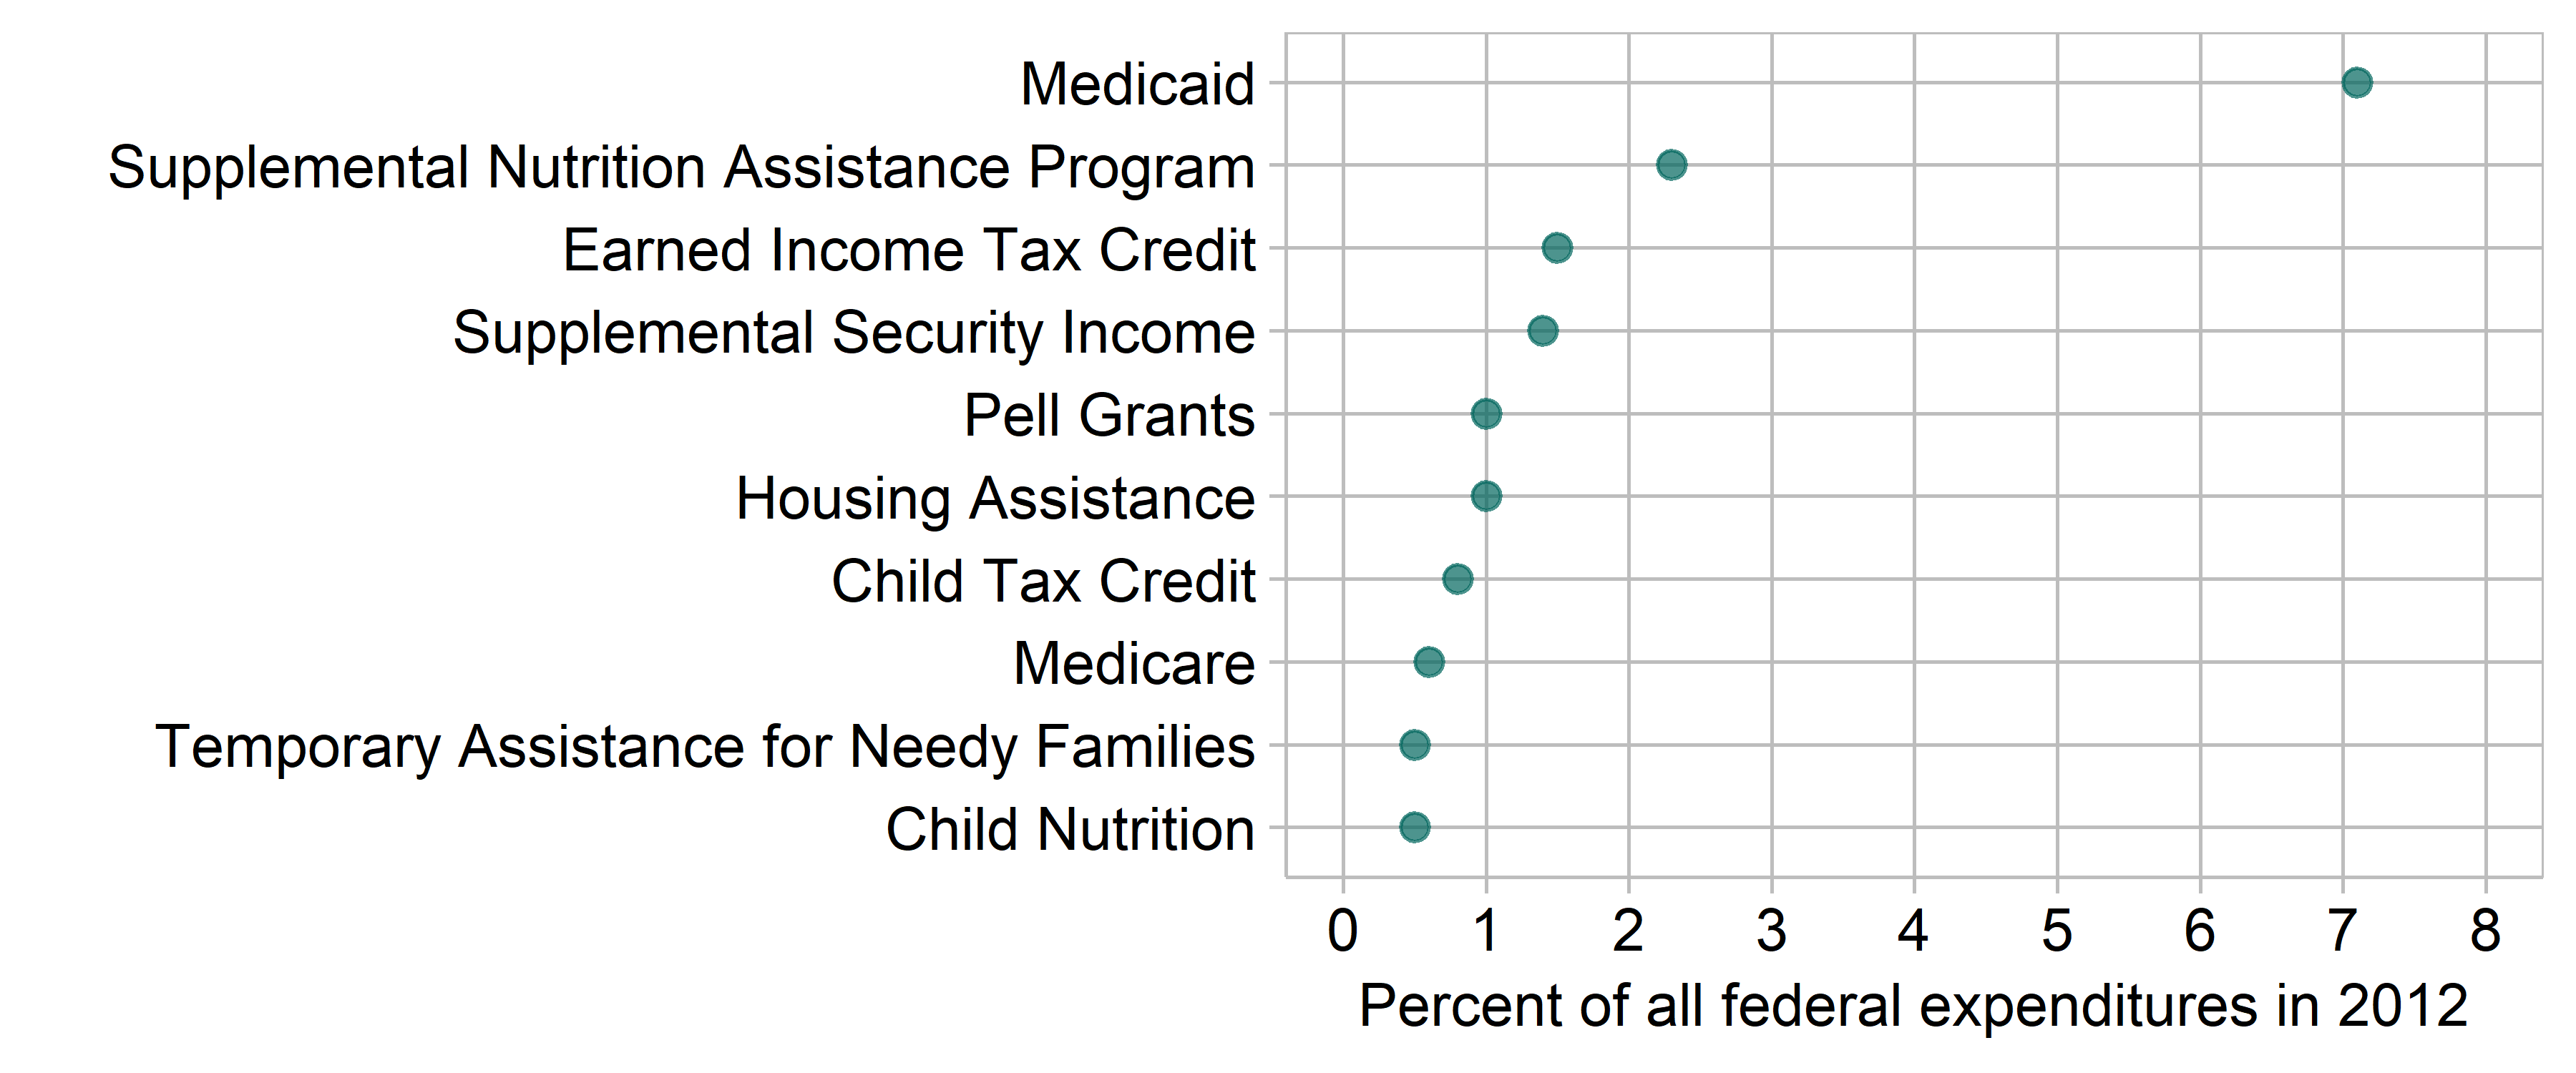 Medicaid
Supplemental Nutrition Assistance Program
Earned Income Tax Credit
Supplemental Security Income
Pell Grants
Housing Assistance
Child Tax Credit
Medicare
Temporary Assistance for Needy Families
Child Nutrition
0 1 2 3 4 5 6 7 8
Percent of all federal expenditures in 2012